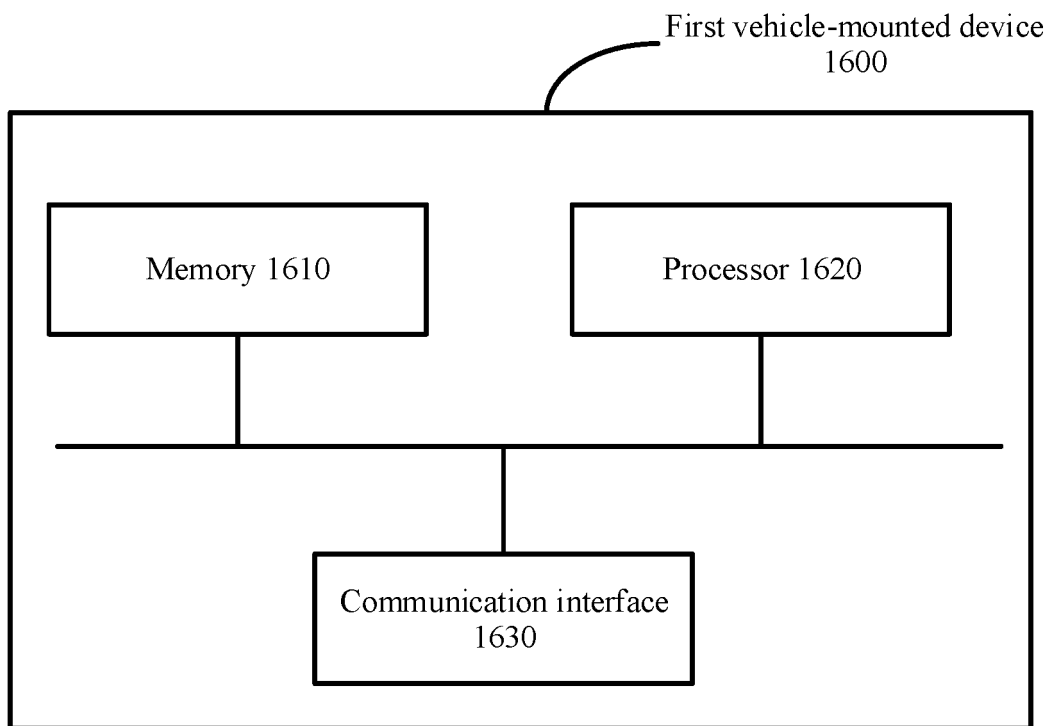 First vehicle-mounted device
1600
Memory 1610
Processor 1620
Communication interface
1630